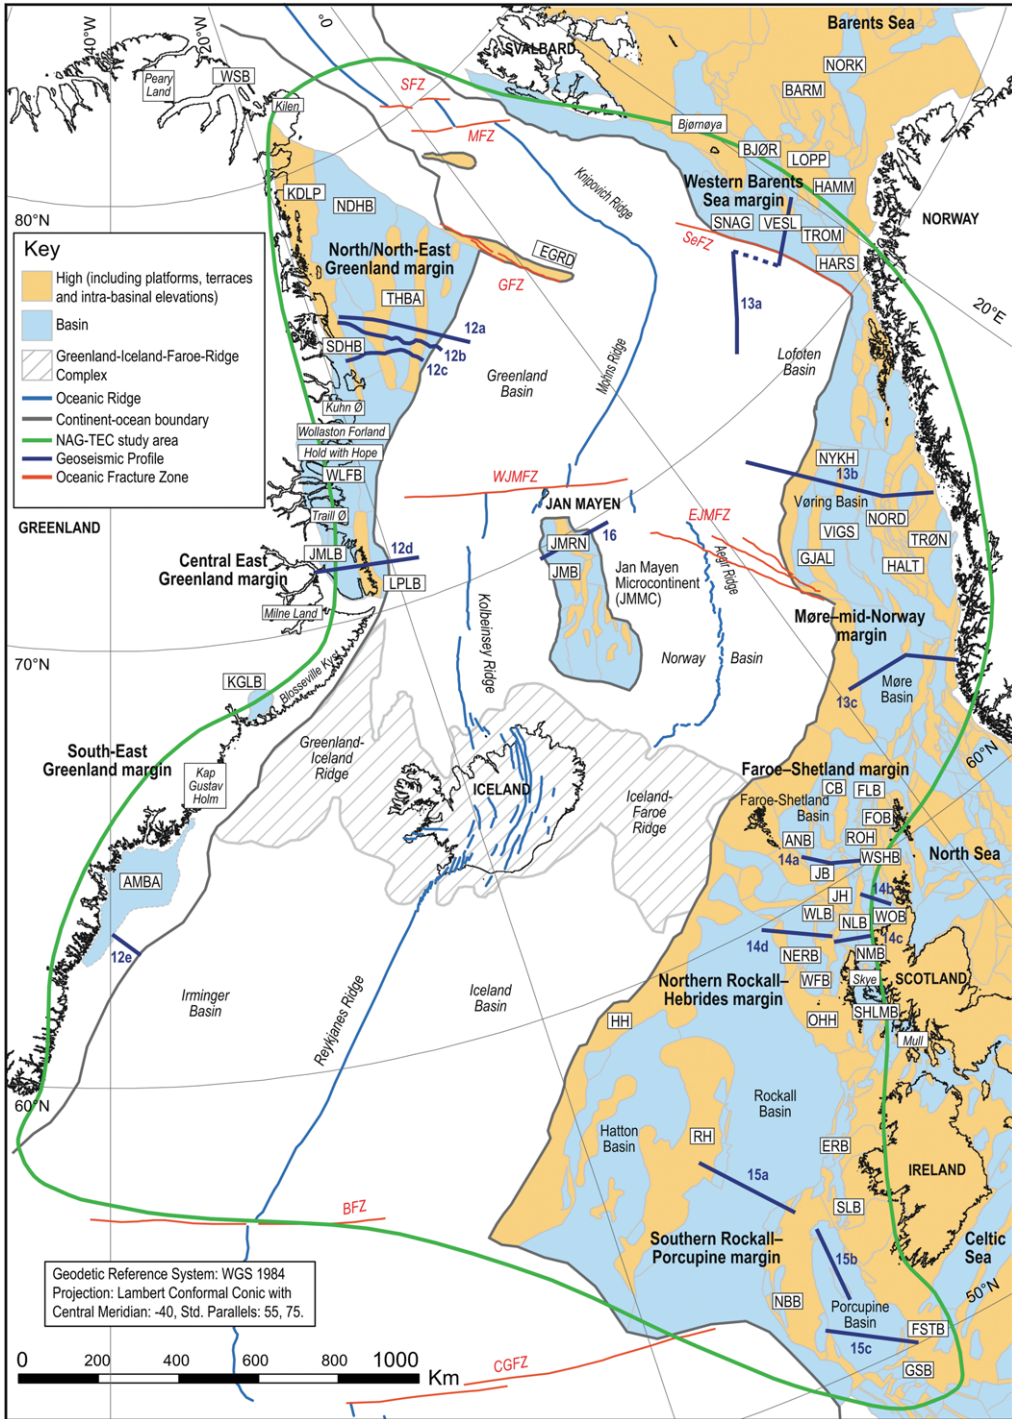 40°W
20°W
0°
Barents Sea
SVALBARD
Peary
Land
WSB
Kilen
SFZ
MFZ
NORK
BARM
Bjørnøya
BJØR
LOPP
HAMM
Western Barents
Sea margin
SNAG
VESL
TROM
HARS
SeFZ
NORWAY
20°E
80°N
KDLP
NDHB
Knipovich Ridge
North/North-East
Greenland margin
EGRD
GFZ
THBA
12a
12b
12c
SDHB
13a
Greenland
Basin
Mohns Ridge
Lofoten
Basin
Key
High (including platforms, terraces
and intra-basinal elevations)
Basin
Greenland-Iceland-Faroe-Ridge
Complex
Oceanic Ridge
Continent-ocean boundary
NAG-TEC study area
Geoseismic Profile
Oceanic Fracture Zone
Kuhn Ø
Wollaston Forland
Hold with Hope
WLFB
Traill Ø
GREENLAND
WJMFZ
JAN MAYEN
EJMFZ
NYKH
13b
Vøring Basin
VIGS
NORD
TRØN
GJAL
HALT
JMLB
12d
Central East
Greenland margin
LPLB
Milne Land
JMRN
16
JMB
Jan Mayen
Microcontinent
(JMMC)
Aegir Ridge
Kolbeinsey Ridge
Norway
Basin
Møre–mid-Norway
margin
Møre
Basin
13c
70°N
KGLB
Blosseville Kyst
South-East
Greenland margin
Kap
Gustav
Holm
Greenland-
Iceland
Ridge
ICELAND
Iceland-
Faroe
Ridge
60°N
Faroe–Shetland margin
CB
FLB
Faroe-Shetland
Basin
FOB
ANB
ROH
14a
WSHB
North Sea
JB
JH
14b
WLB
NLB
WOB
14d
14c
NERB
NMB
Northern Rockall–
Hebrides margin
WFB
Skye
SCOTLAND
OHH
SHLMB
Mull
HH
AMBA
12e
Irminger
Basin
Reykjanes Ridge
Iceland
Basin
60°N
Rockall
Basin
Hatton
Basin
RH
ERB
15a
IRELAND
SLB
BFZ
Southern Rockall–
Porcupine margin
15b
Celtic
Sea
NBB
Porcupine
Basin
50°N
FSTB
15c
GSB
CGFZ
Geodetic Reference System: WGS 1984
Projection: Lambert Conformal Conic with
Central Meridian: -40, Std. Parallels: 55, 75.
0 200 400 600 800 1000 Km